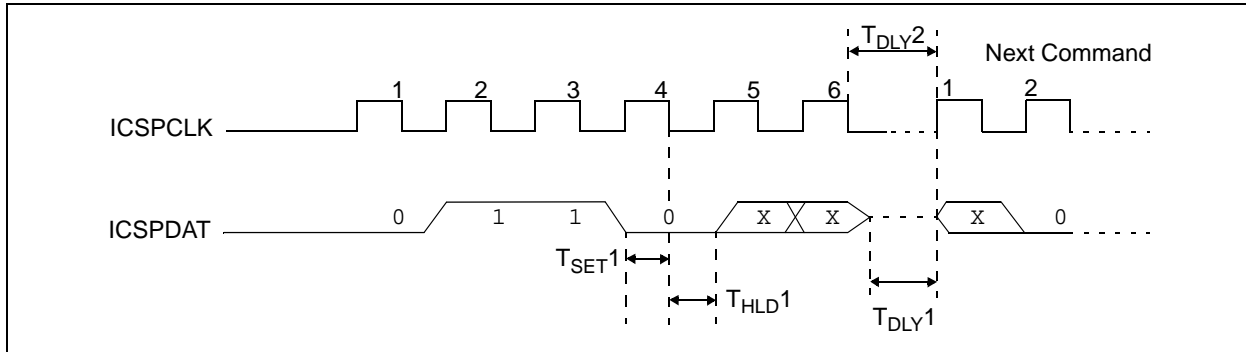 TDLY2
Next Command
1 2 3 4 5 6 1 2
ICSPCLK
ICSPDAT
0 1 1 0 X X X 0
TSET1
THLD1
TDLY1